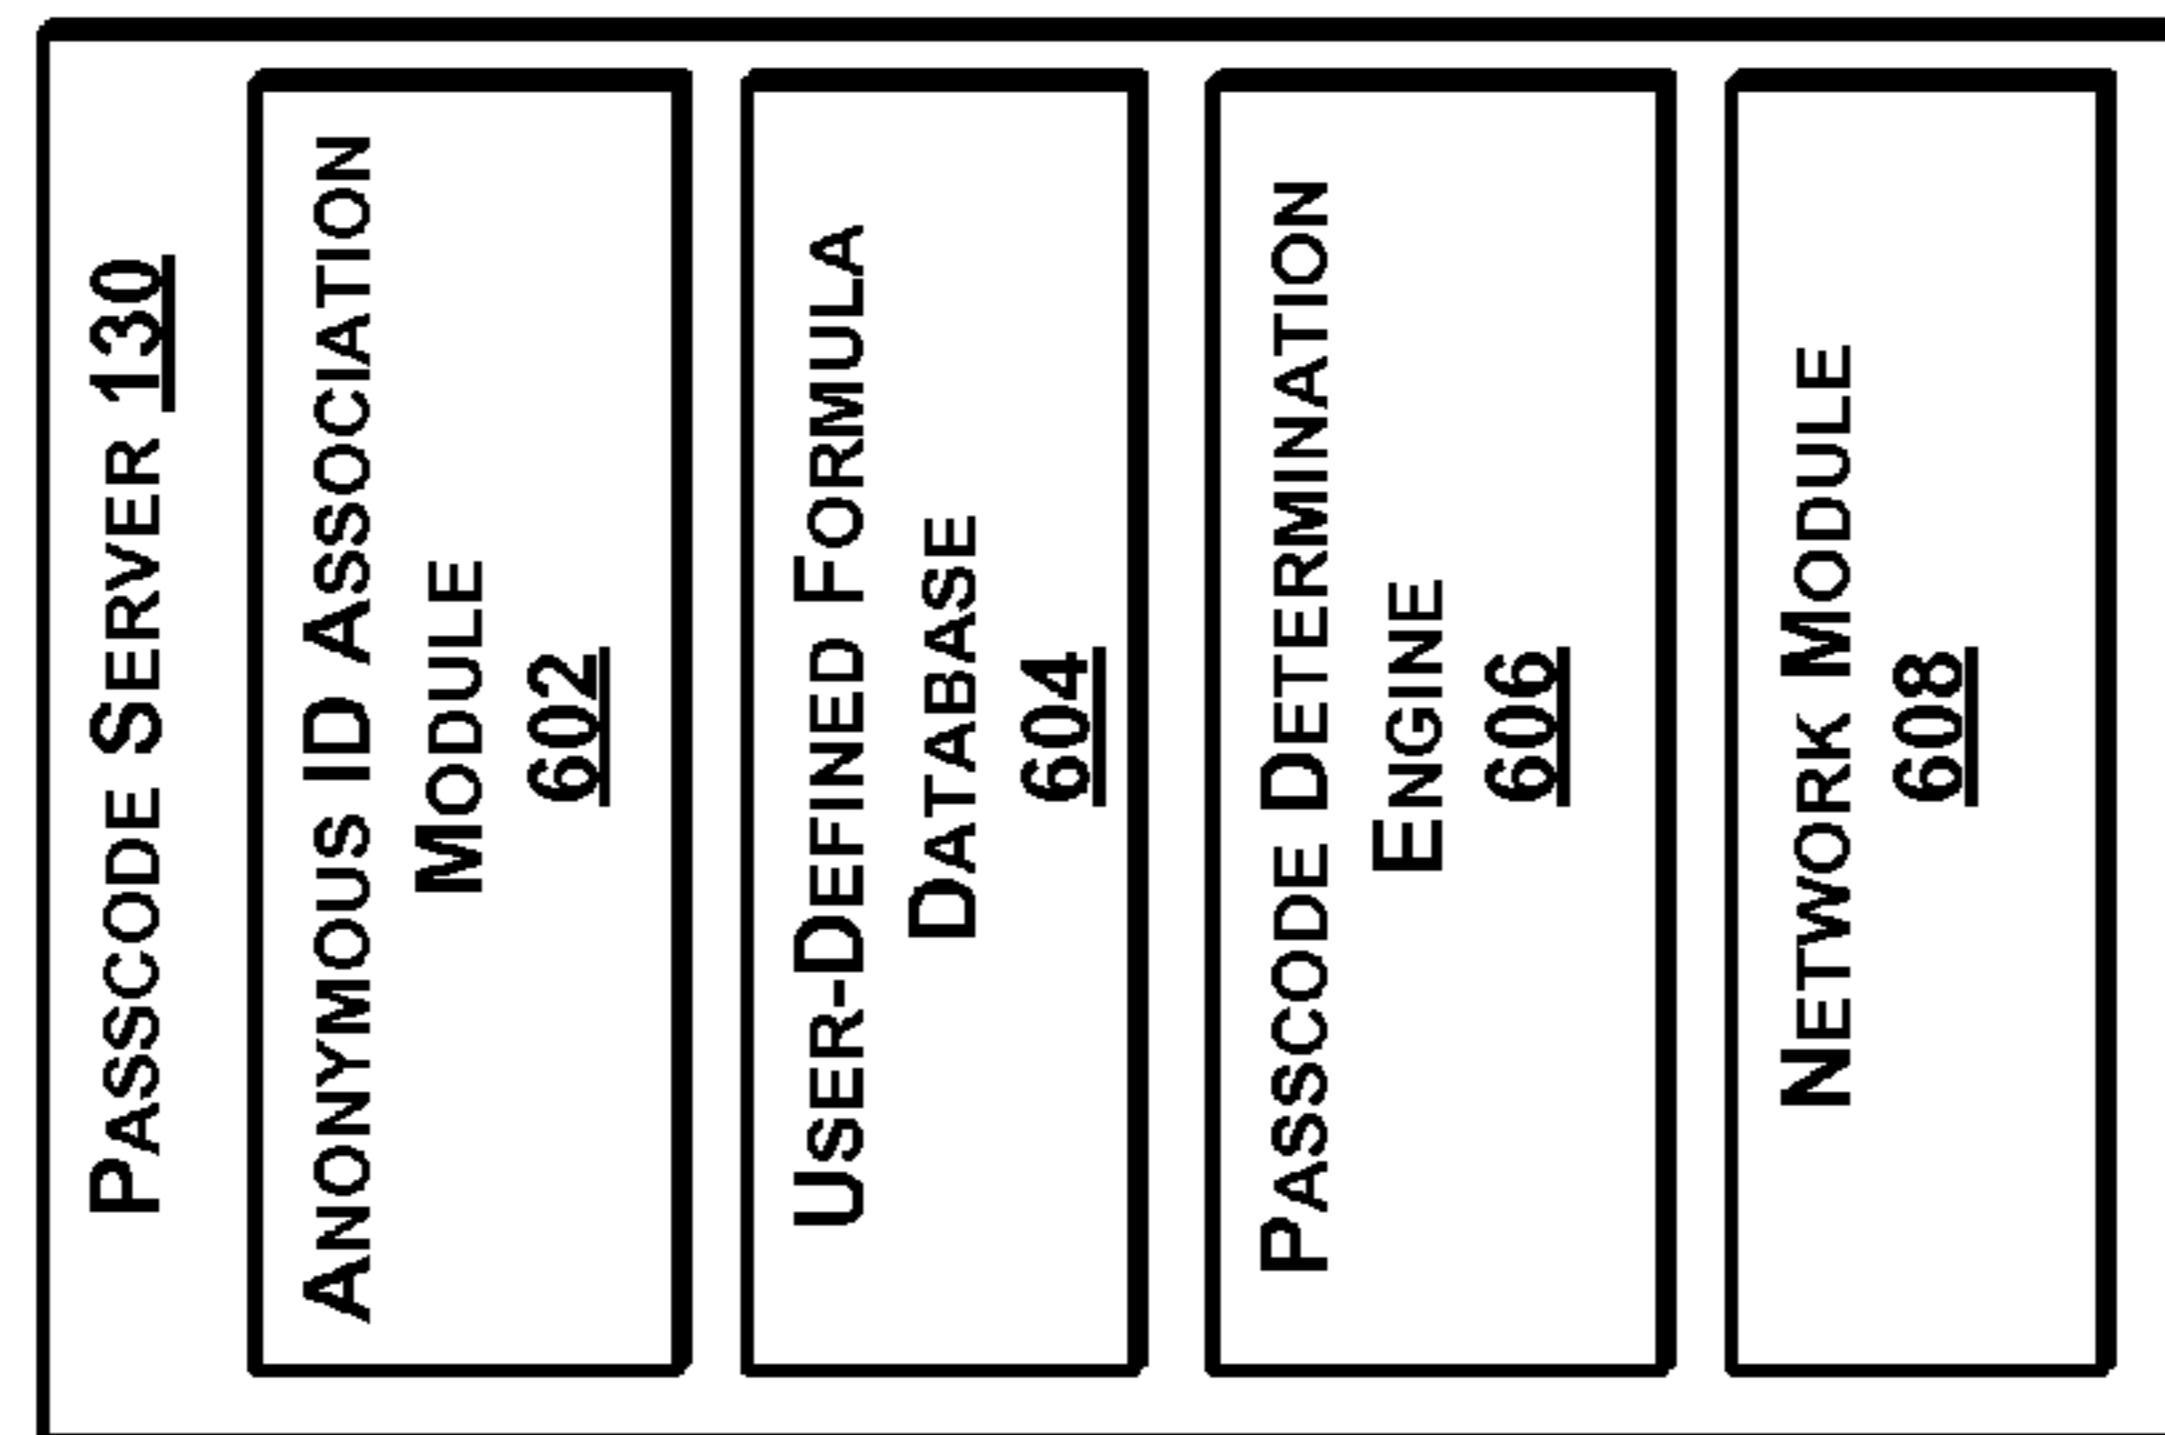 PASSCODE SERVER 130
ANONYMOUS ID ASSOCIATION
MODULE
602
USER-DEFINED FORMULA
DATABASE
604
PASSCODE DETERMINATION
ENGINE
606
NETWORK MODULE
608